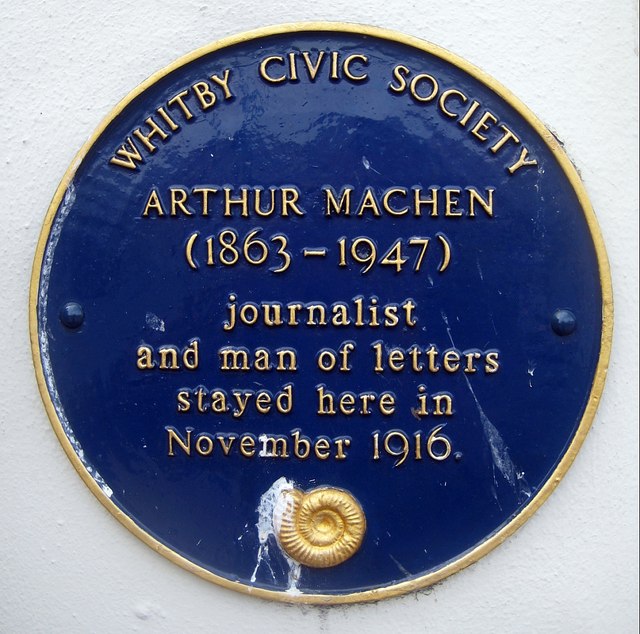 WHITBY CIVIC SOCIETY
ARTHUR MACHEN
(1863 – 1947)
journalist
and man of letters
stayed here in
November 1916.